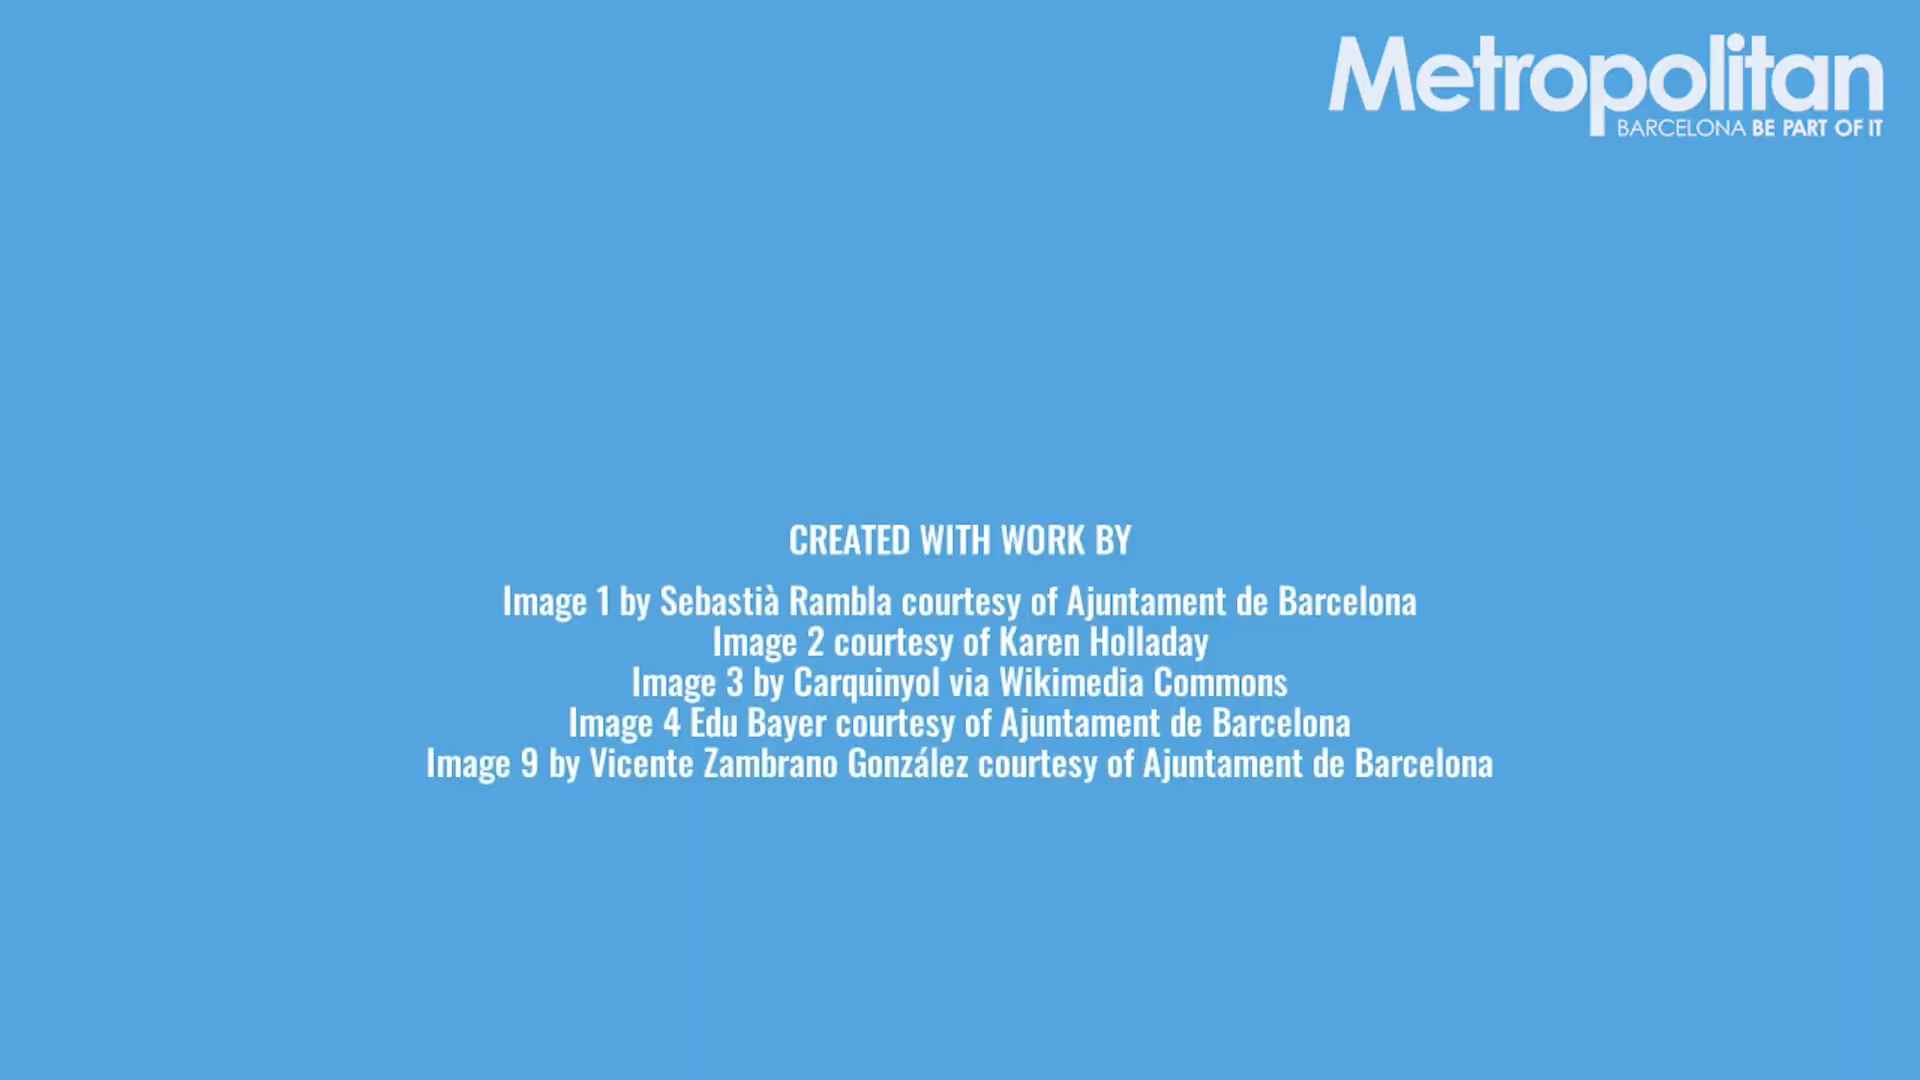 Metropolitan
BARCELONA BE PART OF IT
CREATED WITH WORK BY
Image 1 by Sebastià Rambla courtesy of Ajuntament de Barcelona
Image 2 courtesy of Karen Holladay
Image 3 by Carquinyol via Wikimedia Commons
Image 4 Edu Bayer courtesy of Ajuntament de Barcelona
Image 9 by Vicente Zambrano González courtesy of Ajuntament de Barcelona